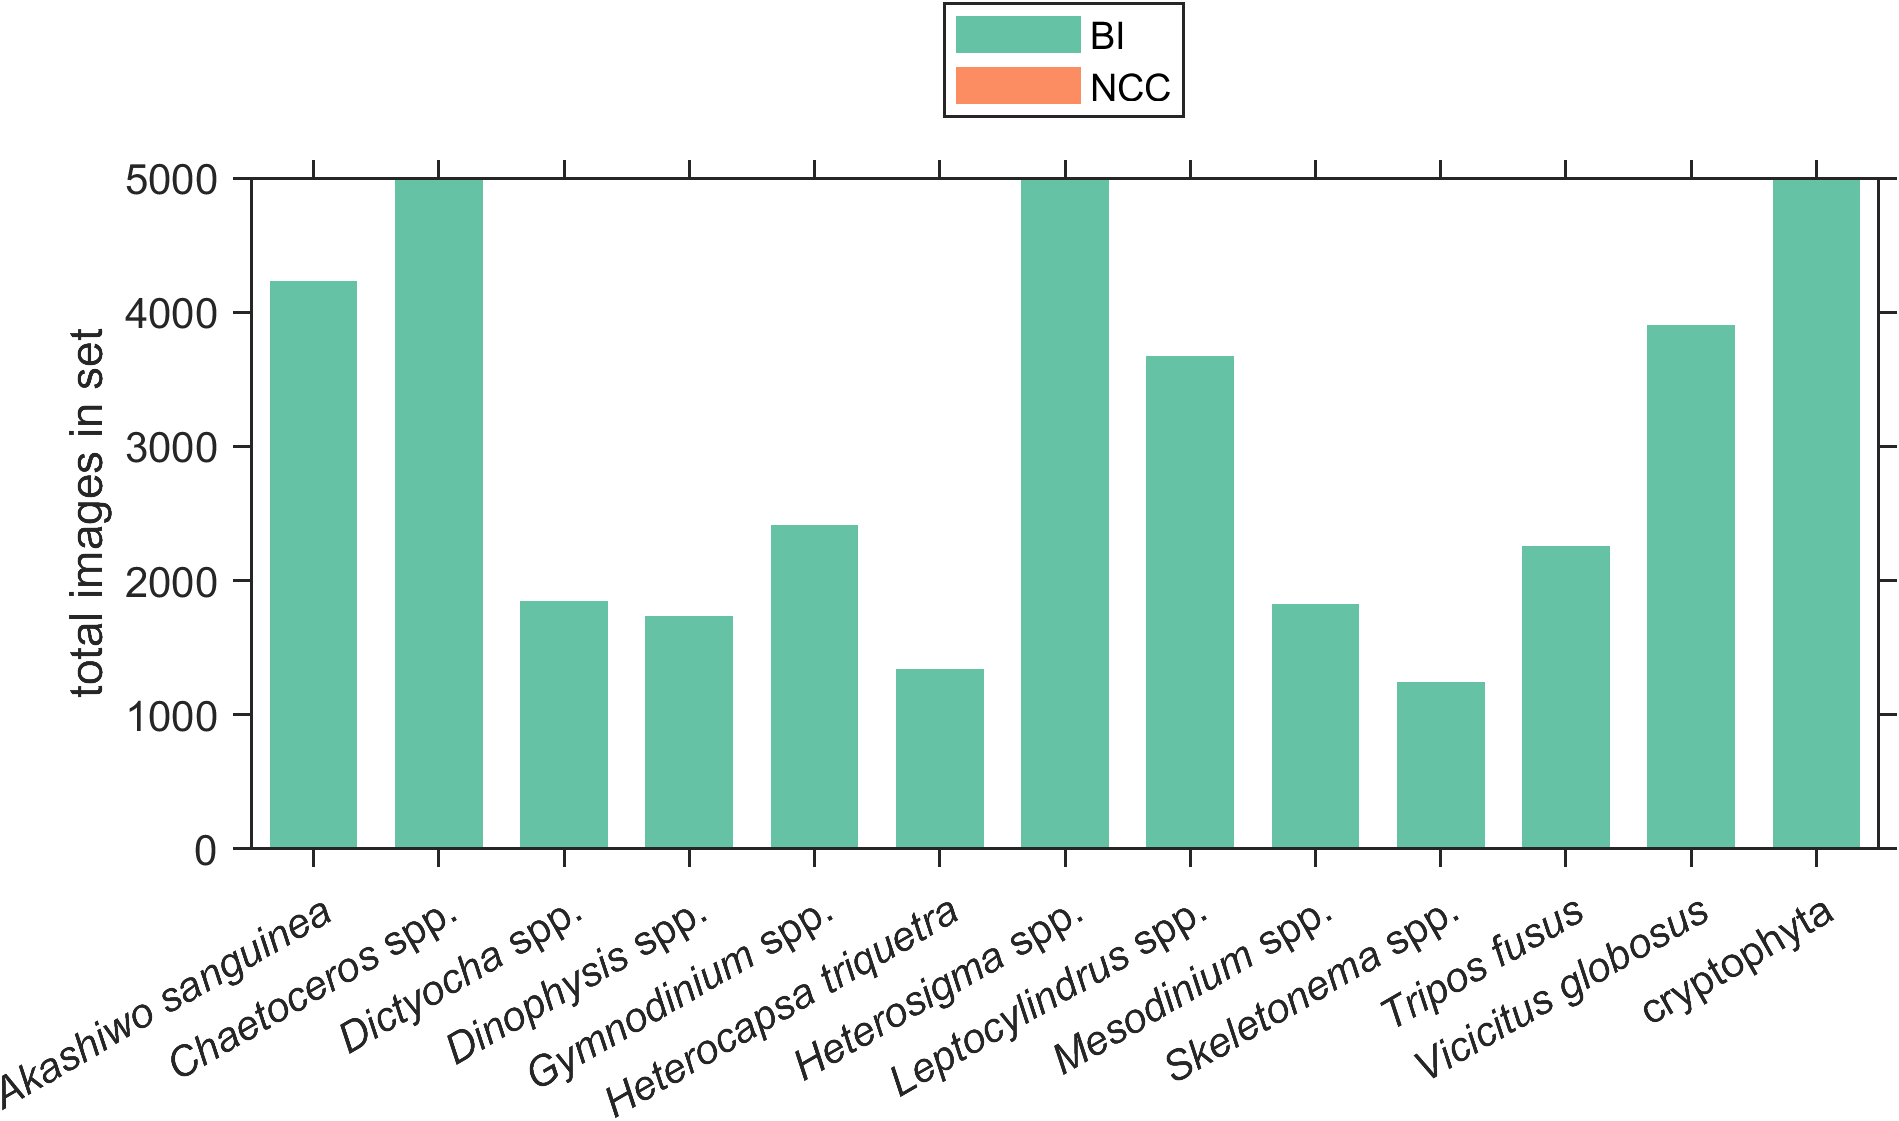 BI
NCC
total images in set
5000
4000
3000
2000
1000
0
Akashiwo sanguinea
Chaetoceros spp.
Dictyocha spp.
Dinophysis spp.
Gymnodinium spp.
Heterocapsa triquetra
Heterosigma spp.
Leptocylindrus spp.
Mesodinium spp.
Skeletonema spp.
Tripos fusus
Vicicitus globosus
cryptophyta